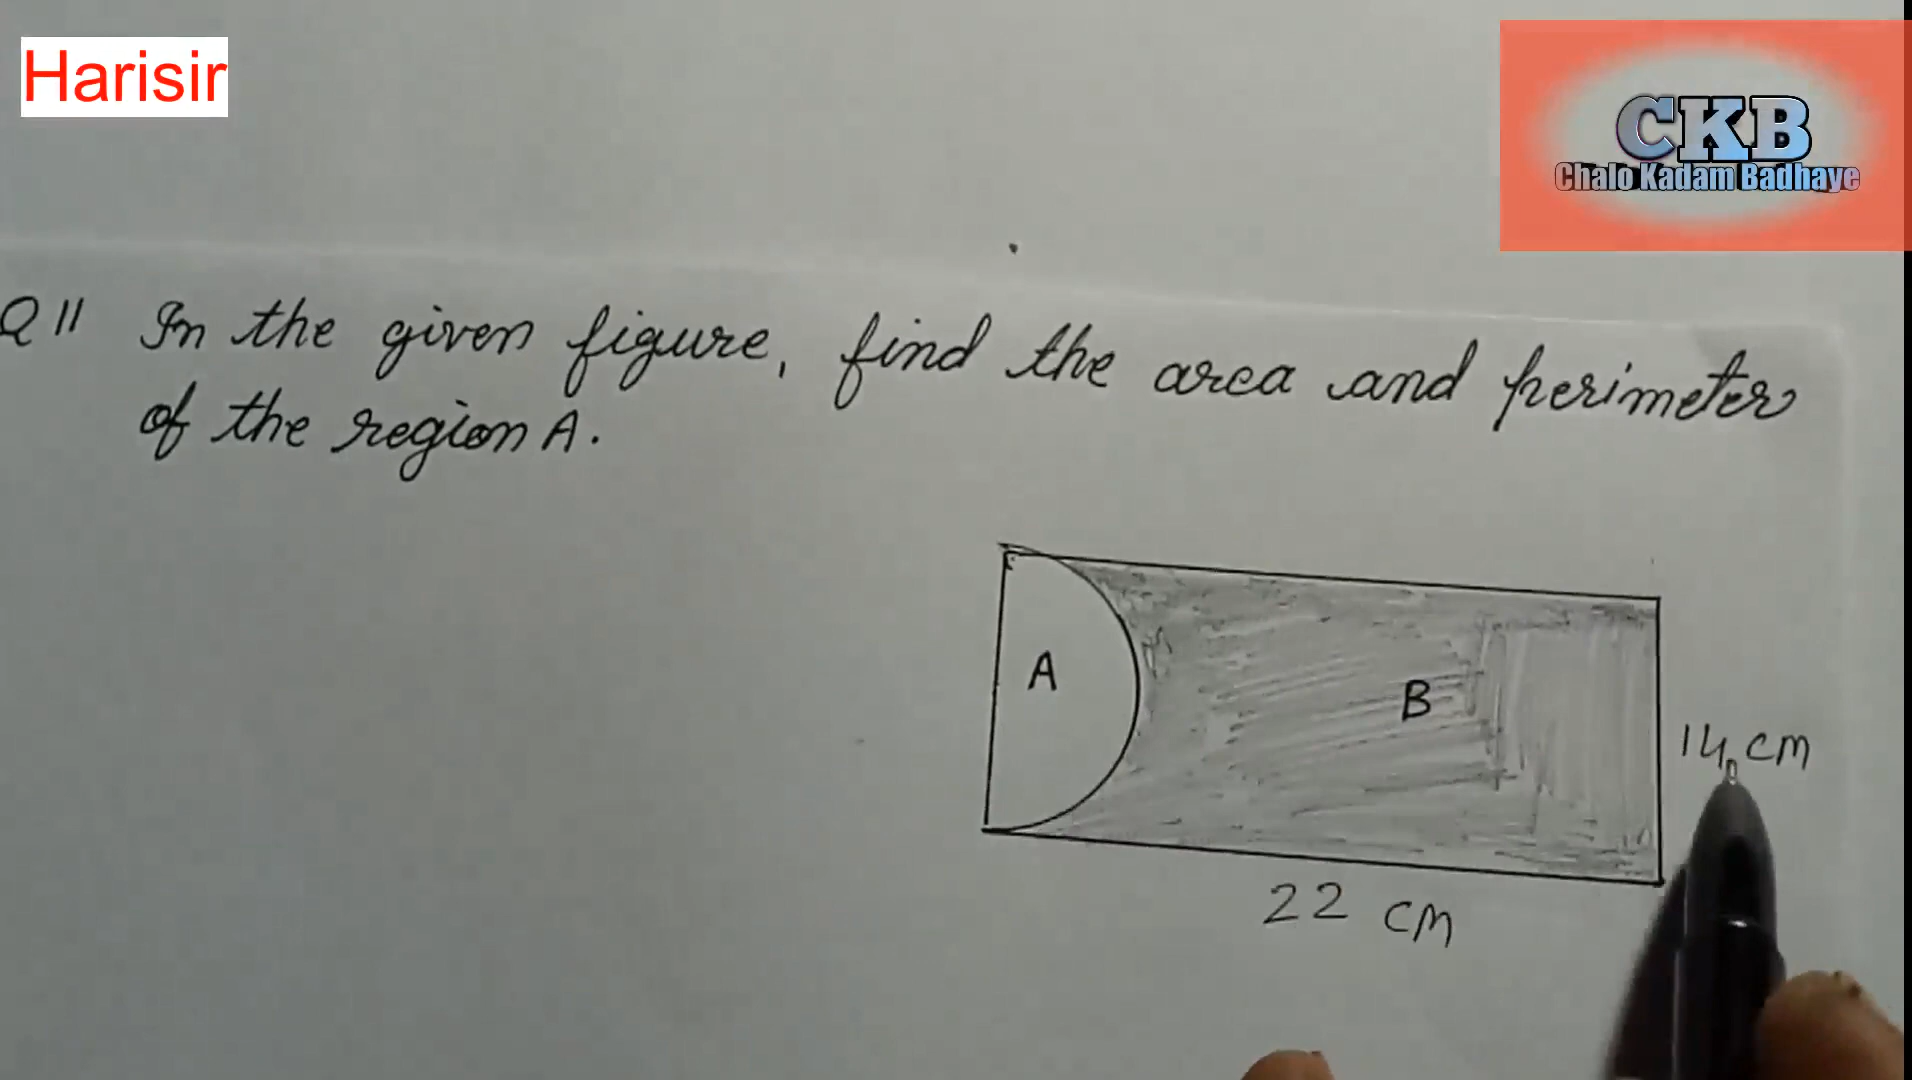 Harisir
CKB
Chalo Kadam Badhaye
Q11 In the given figure, find the area and perimeter
of the region A.
A
B
14 cm
22 cm